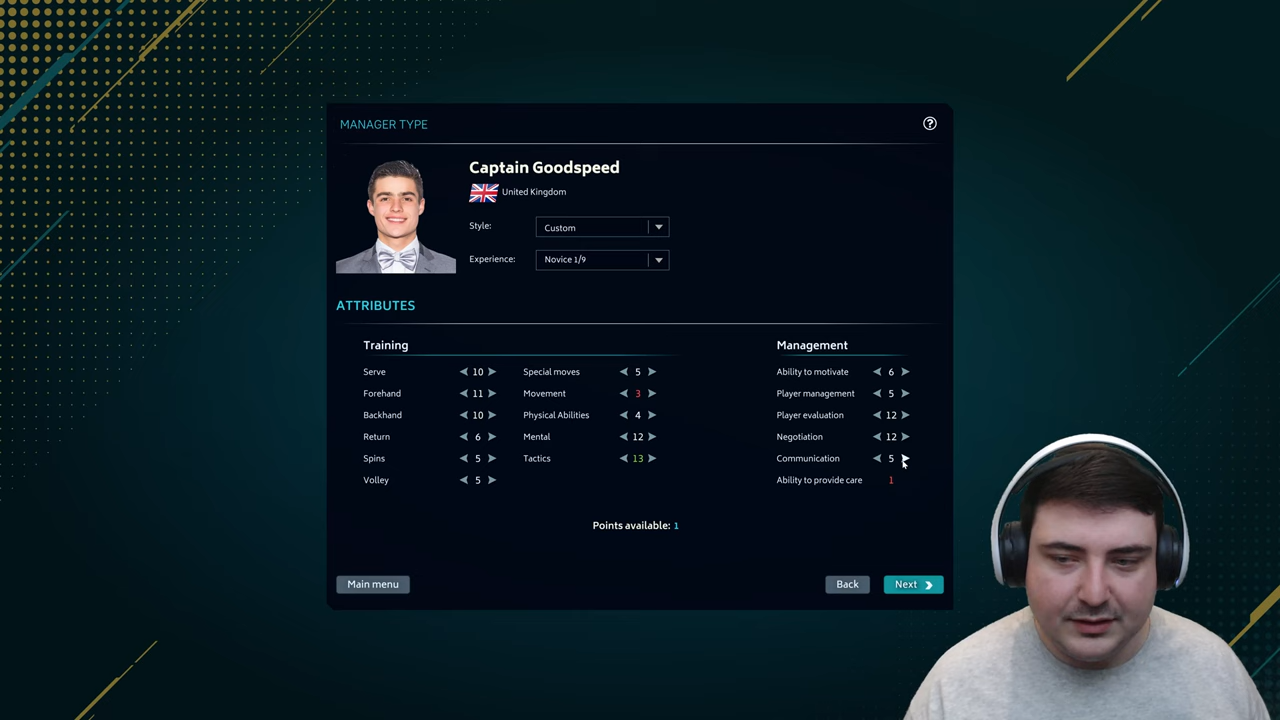 MANAGER TYPE
?
Captain Goodspeed
United Kingdom
Style: Custom
Experience: Novice 1/9
ATTRIBUTES
Training
Serve 10
Forehand 11
Backhand 10
Return 6
Spins 5
Volley 5
Special moves 5
Movement 3
Physical Abilities 4
Mental 12
Tactics 13
Management
Ability to motivate 6
Player management 5
Player evaluation 12
Negotiation 12
Communication 5
Ability to provide care 1
Points available: 1
Main menu
Back
Next